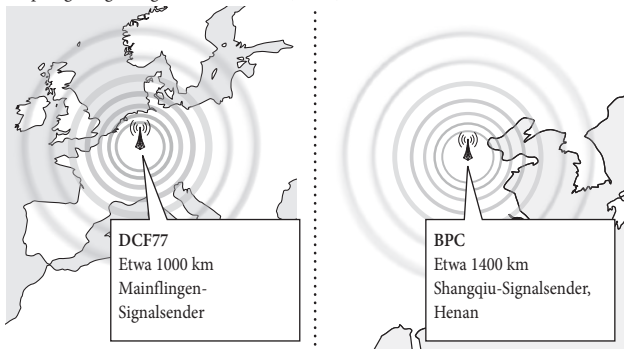 DCF77
Etwa 1000 km
Mainflingen-
Signalsender
BPC
Etwa 1400 km
Shangqiu-Signalsender,
Henan